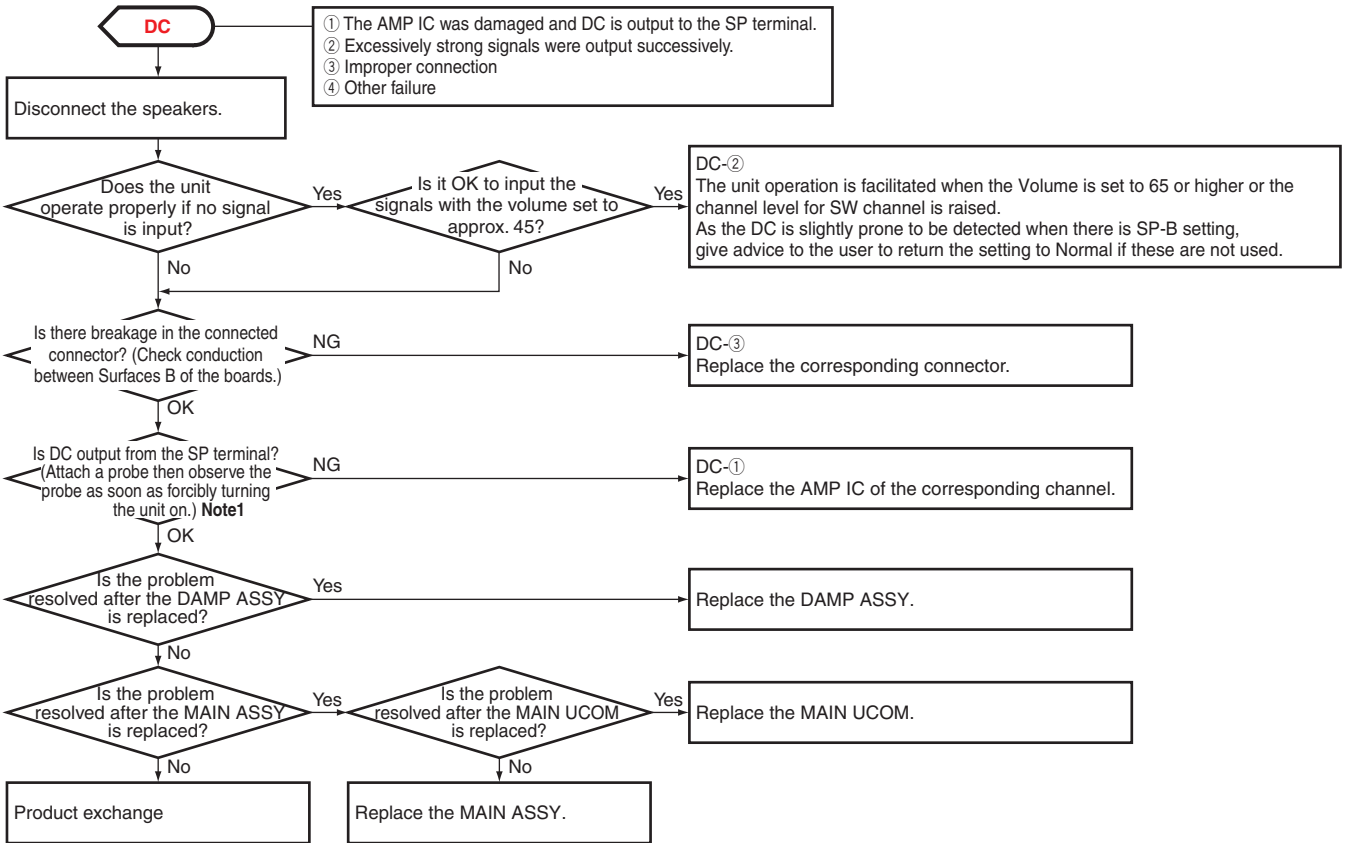 DC
① The AMP IC was damaged and DC is output to the SP terminal.
② Excessively strong signals were output successively.
③ Improper connection
④ Other failure
Disconnect the speakers.
Does the unit
operate properly if no signal
is input?
Yes
No
Is it OK to input the
signals with the volume set to
approx. 45?
Yes
No
DC-②
The unit operation is facilitated when the Volume is set to 65 or higher or the
channel level for SW channel is raised.
As the DC is slightly prone to be detected when there is SP-B setting,
give advice to the user to return the setting to Normal if these are not used.
Is there breakage in the connected
connector? (Check conduction
between Surfaces B of the boards.)
NG
OK
DC-③
Replace the corresponding connector.
Is DC output from the SP terminal?
(Attach a probe then observe the
probe as soon as forcibly turning
the unit on.) Note1
NG
OK
DC-①
Replace the AMP IC of the corresponding channel.
Is the problem
resolved after the DAMP ASSY
is replaced?
Yes
No
Replace the DAMP ASSY.
Is the problem
resolved after the MAIN ASSY
is replaced?
Yes
No
Is the problem
resolved after the MAIN UCOM
is replaced?
Yes
No
Replace the MAIN UCOM.
Product exchange
Replace the MAIN ASSY.